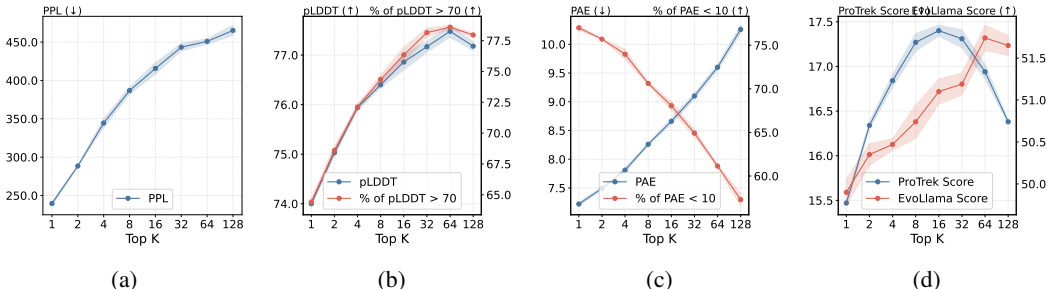 PPL (↓)
450.0
400.0
350.0
300.0
250.0
1 2 4 8 16 32 64 128
Top K
PPL
(a)
pLDDT (↑) % of pLDDT > 70 (↑)
77.0
76.0
75.0
74.0
77.5
75.0
72.5
70.0
67.5
65.0
1 2 4 8 16 32 64 128
Top K
pLDDT
% of pLDDT > 70
(b)
PAE (↓) % of PAE < 10 (↑)
10.0
9.5
9.0
8.5
8.0
7.5
75.0
70.0
65.0
60.0
1 2 4 8 16 32 64 128
Top K
PAE
% of PAE < 10
(c)
ProTrek Score (↑) EvoLlama Score (↑)
17.5
17.0
16.5
16.0
15.5
51.5
51.0
50.5
50.0
1 2 4 8 16 32 64 128
Top K
ProTrek Score
EvoLlama Score
(d)